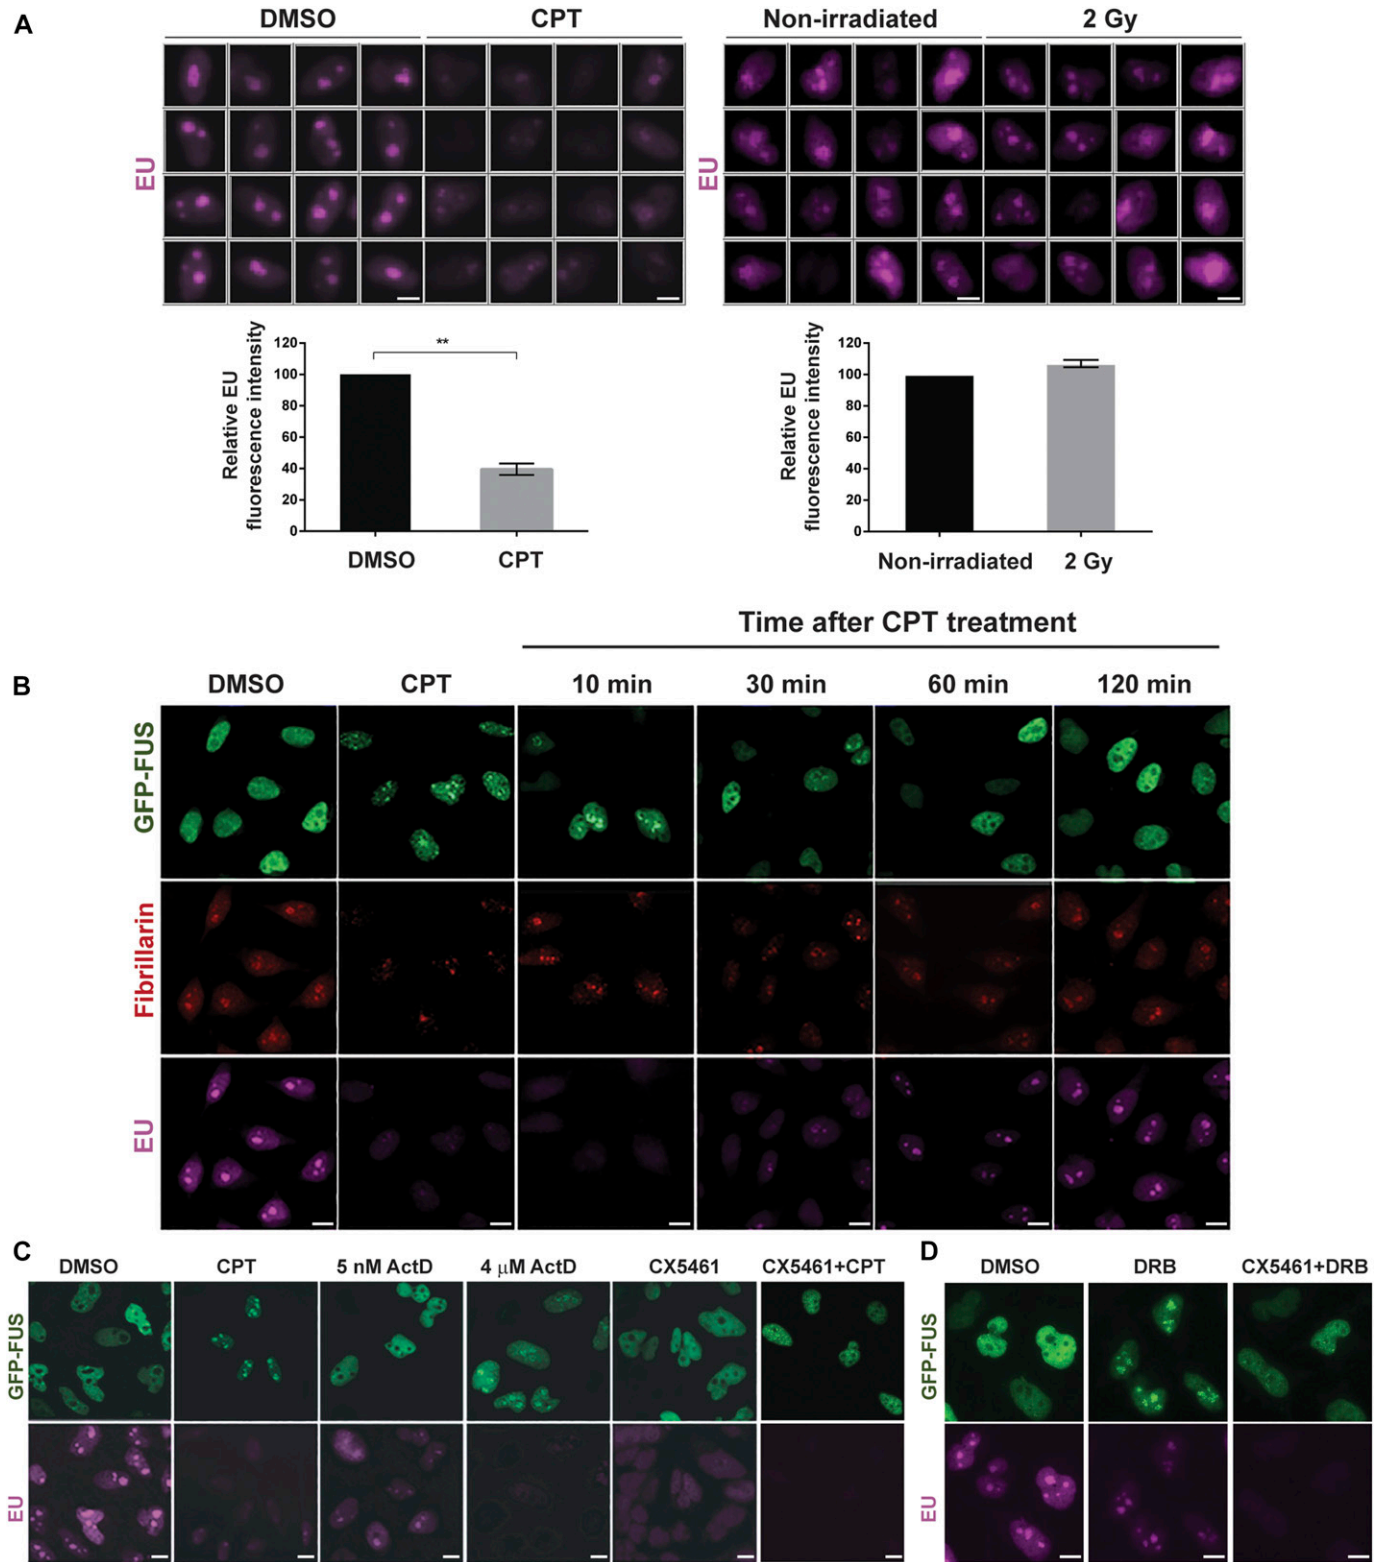 A
DMSO CPT Non-irradiated 2 Gy
EU EU
Relative EU
fluorescence intensity
120
100
80
60
40
20
0
**
DMSO CPT
Relative EU
fluorescence intensity
120
100
80
60
40
20
0
Non-irradiated 2 Gy
Time after CPT treatment
B
DMSO CPT 10 min 30 min 60 min 120 min
GFP-FUS
Fibrillarin
EU
C
DMSO CPT 5 nM ActD 4 μM ActD CX5461 CX5461+CPT
GFP-FUS
EU
D
DMSO DRB CX5461+DRB
GFP-FUS
EU